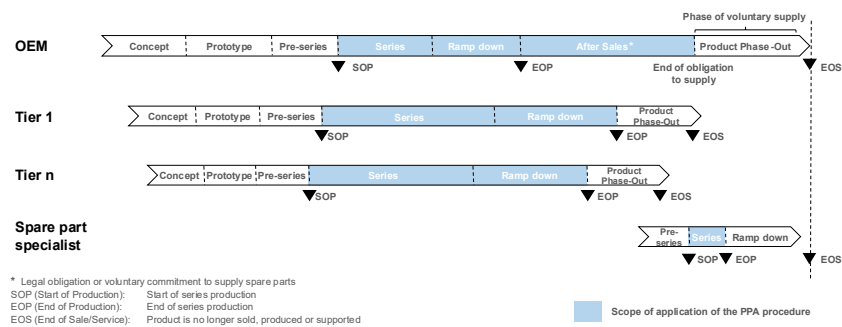 Phase of voluntary supply
OEM
Concept Prototype Pre-series Series Ramp down After Sales* Product Phase-Out
SOP EOP End of obligation to supply EOS
Tier 1
Concept Prototype Pre-series Series Ramp down Product Phase-Out
SOP EOP EOS
Tier n
Concept Prototype Pre-series Series Ramp down Product Phase-Out
SOP EOP EOS
Spare part specialist
Pre-series Series Ramp down
SOP EOP EOS
* Legal obligation or voluntary commitment to supply spare parts
SOP (Start of Production): Start of series production
EOP (End of Production): End of series production
EOS (End of Sale/Service): Product is no longer sold, produced or supported
Scope of application of the PPA procedure